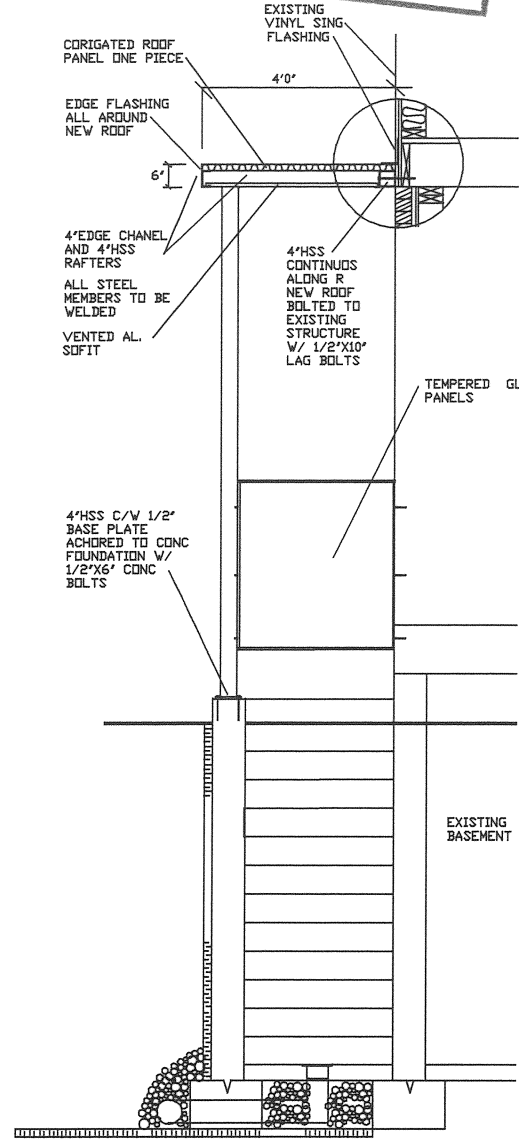 EXISTING
VINYL SING
FLASHING
CORIGATED ROOF
PANEL ONE PIECE
4'0"
EDGE FLASHING
ALL AROUND
NEW ROOF
6"
4"EDGE CHANEL
AND 4"HSS
RAFTERS
ALL STEEL
MEMBERS TO BE
WELDED
VENTED AL.
SOFIT
4"HSS
CONTINUOS
ALONG R
NEW ROOF
BOLTED TO
EXISTING
STRUCTURE
W/ 1/2"X10"
LAG BOLTS
TEMPERED
PANELS
4"HSS C/W 1/2"
BASE PLATE
ACHORED TO CONC
FOUNDATION W/
1/2"X6" CONC
BOLTS
EXISTING
BASEMENT